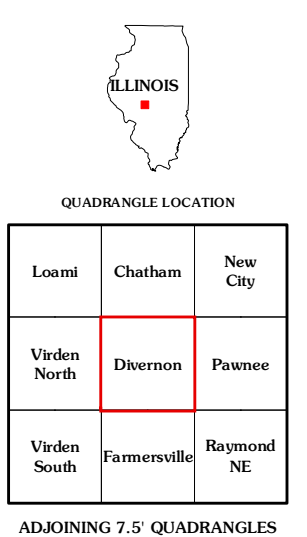 ILLINOIS
QUADRANGLE LOCATION
Loami
Chatham
New
City
Virden
North
Divernon
Pawnee
Virden
South
Farmersville
Raymond
NE
ADJOINING 7.5' QUADRANGLES